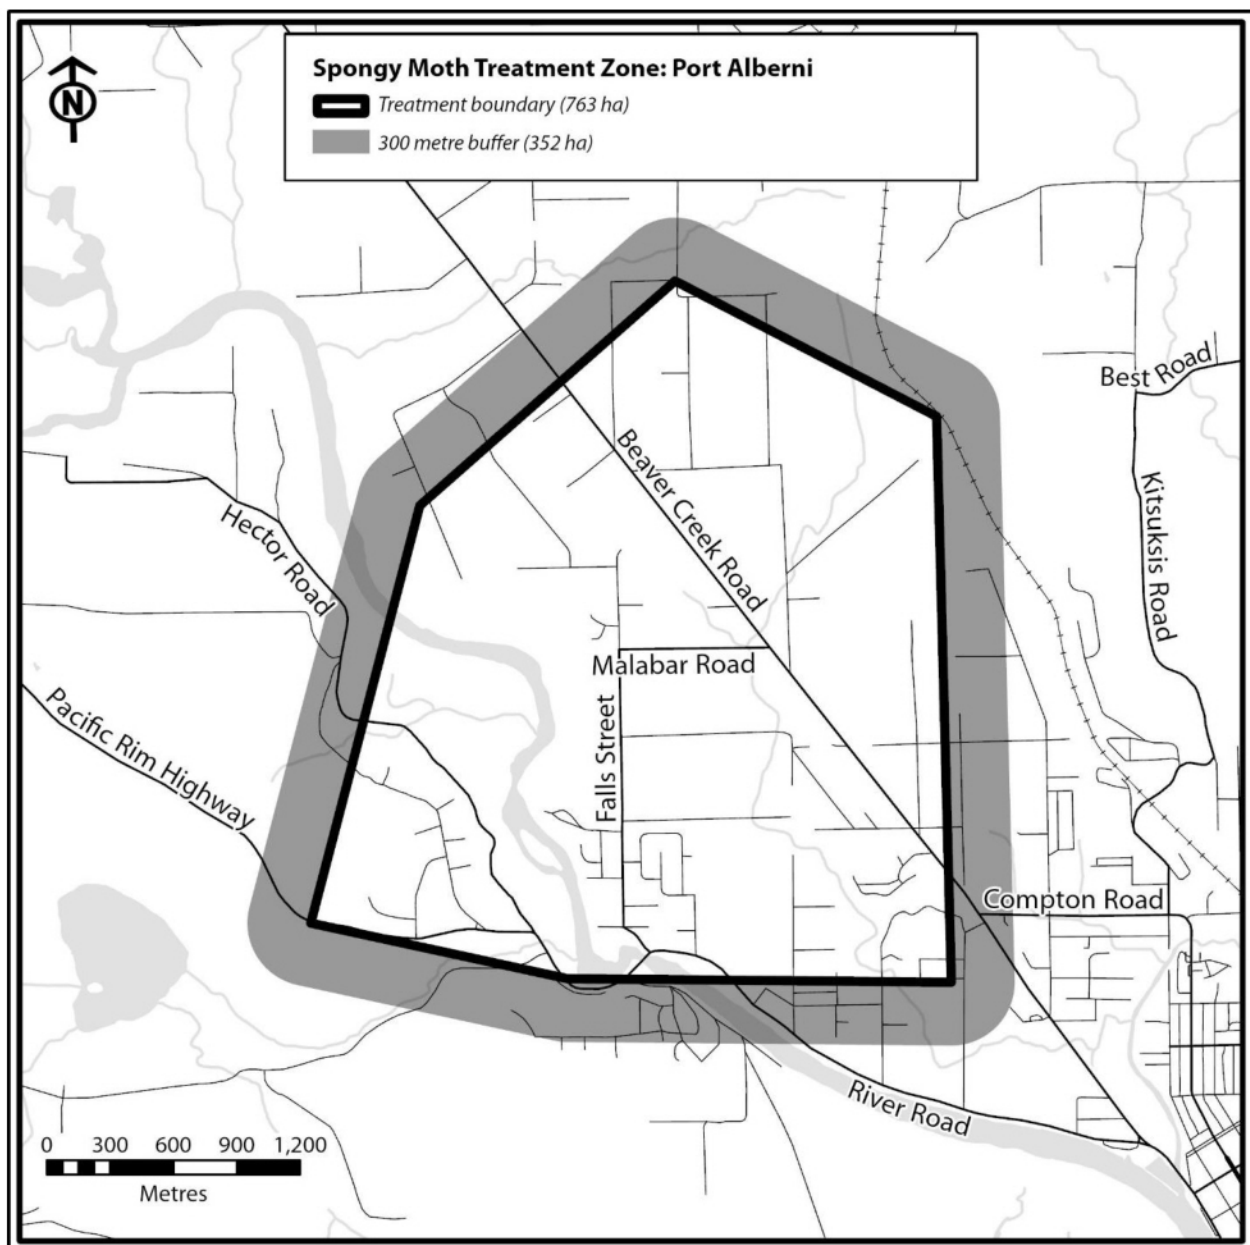 Spongy Moth Treatment Zone: Port Alberni
Treatment boundary (763 ha)
300 metre buffer (352 ha)
N
Best Road
Beaver Creek Road
Kitsuksis Road
Hector Road
Malabar Road
Pacific Rim Highway
Falls Street
Compton Road
River Road
0 300 600 900 1,200
Metres